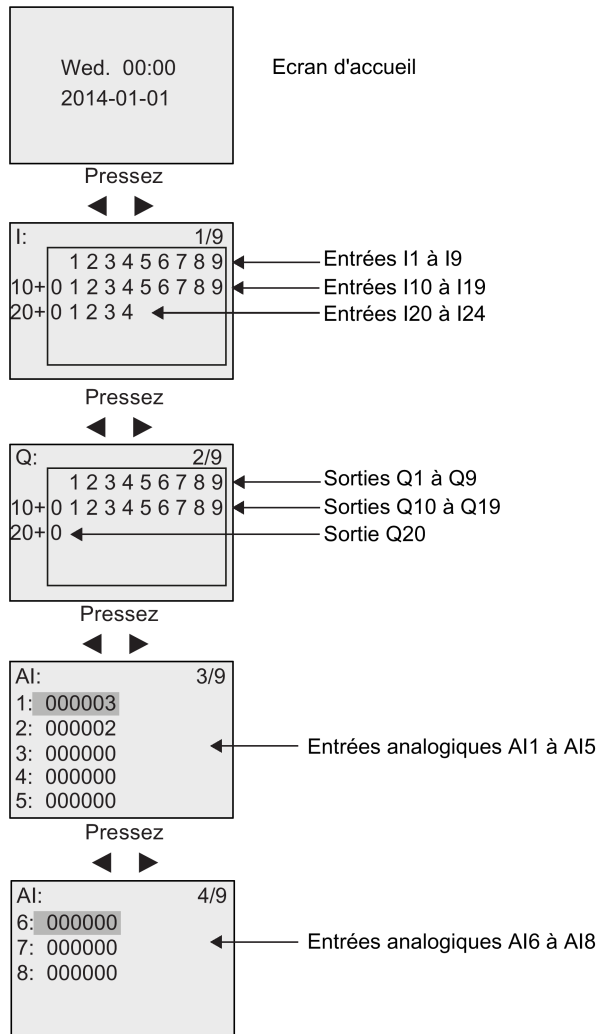 Wed. 00:00 Ecran d'accueil
2014-01-01
Pressez
I: 1/9
1 2 3 4 5 6 7 8 9 Entrées I1 à I9
10+ 0 1 2 3 4 5 6 7 8 9 Entrées I10 à I19
20+ 0 1 2 3 4 Entrées I20 à I24
Pressez
Q: 2/9
1 2 3 4 5 6 7 8 9 Sorties Q1 à Q9
10+ 0 1 2 3 4 5 6 7 8 9 Sorties Q10 à Q19
20+ 0 Sortie Q20
Pressez
AI: 3/9
1: 000003
2: 000002
3: 000000 Entrées analogiques AI1 à AI5
4: 000000
5: 000000
Pressez
AI: 4/9
6: 000000
7: 000000 Entrées analogiques AI6 à AI8
8: 000000